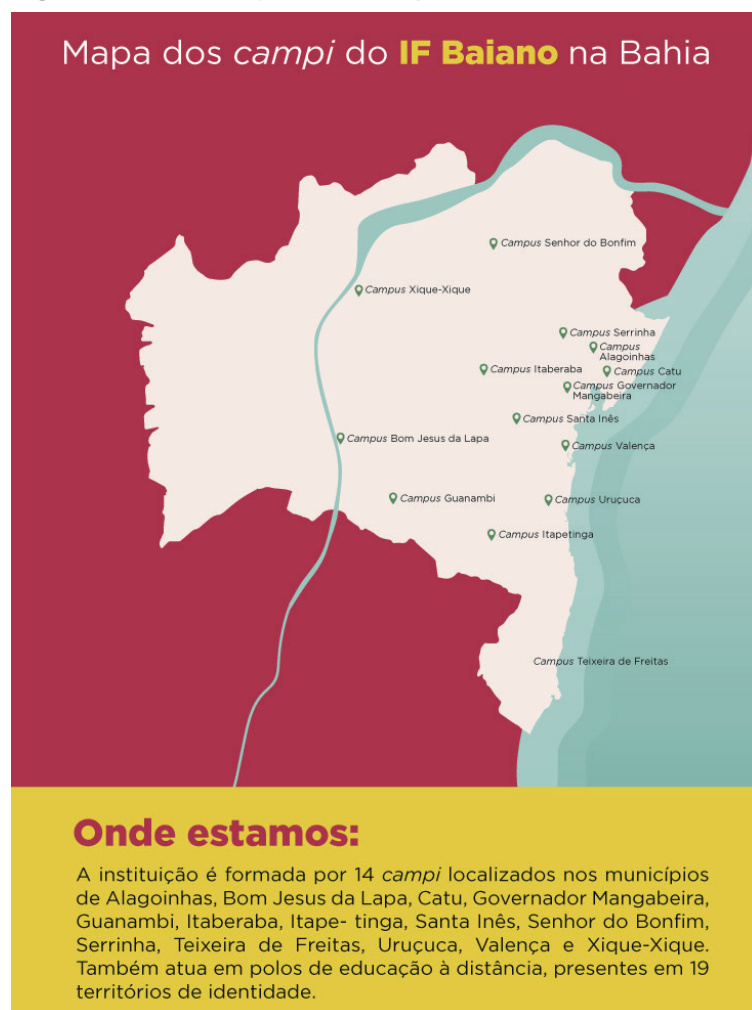 Mapa dos campi do IF Baiano na Bahia
Campus Senhor do Bonfim
Campus Xique-Xique
Campus Serrinha
Campus
Alagoinhas
Campus Itaberaba
Campus Catu
Campus Governador
Mangabeira
Campus Santa Inês
Campus Bom Jesus da Lapa
Campus Valença
Campus Guanambi
Campus Uruçuca
Campus Itapetinga
Campus Teixeira de Freitas
Onde estamos:
A instituição é formada por 14 campi localizados nos municípios
de Alagoinhas, Bom Jesus da Lapa, Catu, Governador Mangabeira,
Guanambi, Itaberaba, Itape- tinga, Santa Inês, Senhor do Bonfim,
Serrinha, Teixeira de Freitas, Uruçuca, Valença e Xique-Xique.
Também atua em polos de educação à distância, presentes em 19
territórios de identidade.